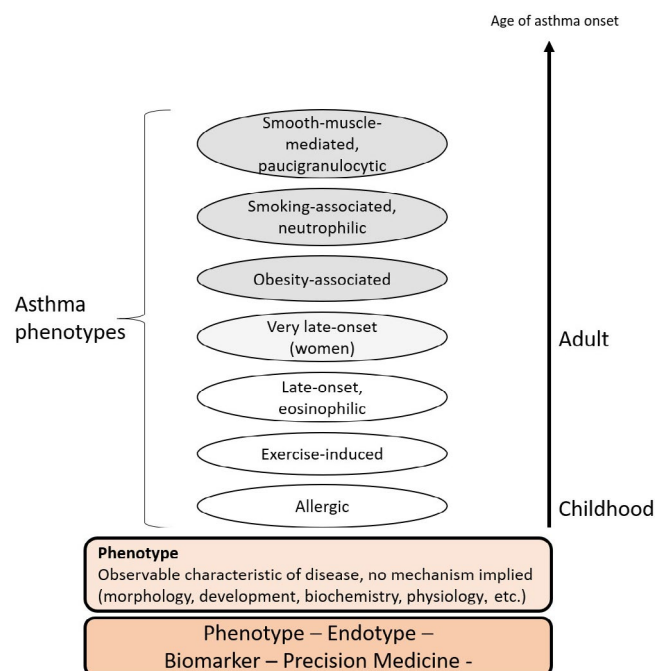 Age of asthma onset
Smooth-muscle-
mediated,
paucigranulocytic
Smoking-associated,
neutrophilic
Obesity-associated
Asthma
phenotypes
Very late-onset
(women)
Adult
Late-onset,
eosinophilic
Exercise-induced
Allergic
Childhood
Phenotype
Observable characteristic of disease, no mechanism implied
(morphology, development, biochemistry, physiology, etc.)
Phenotype – Endotype –
Biomarker – Precision Medicine -